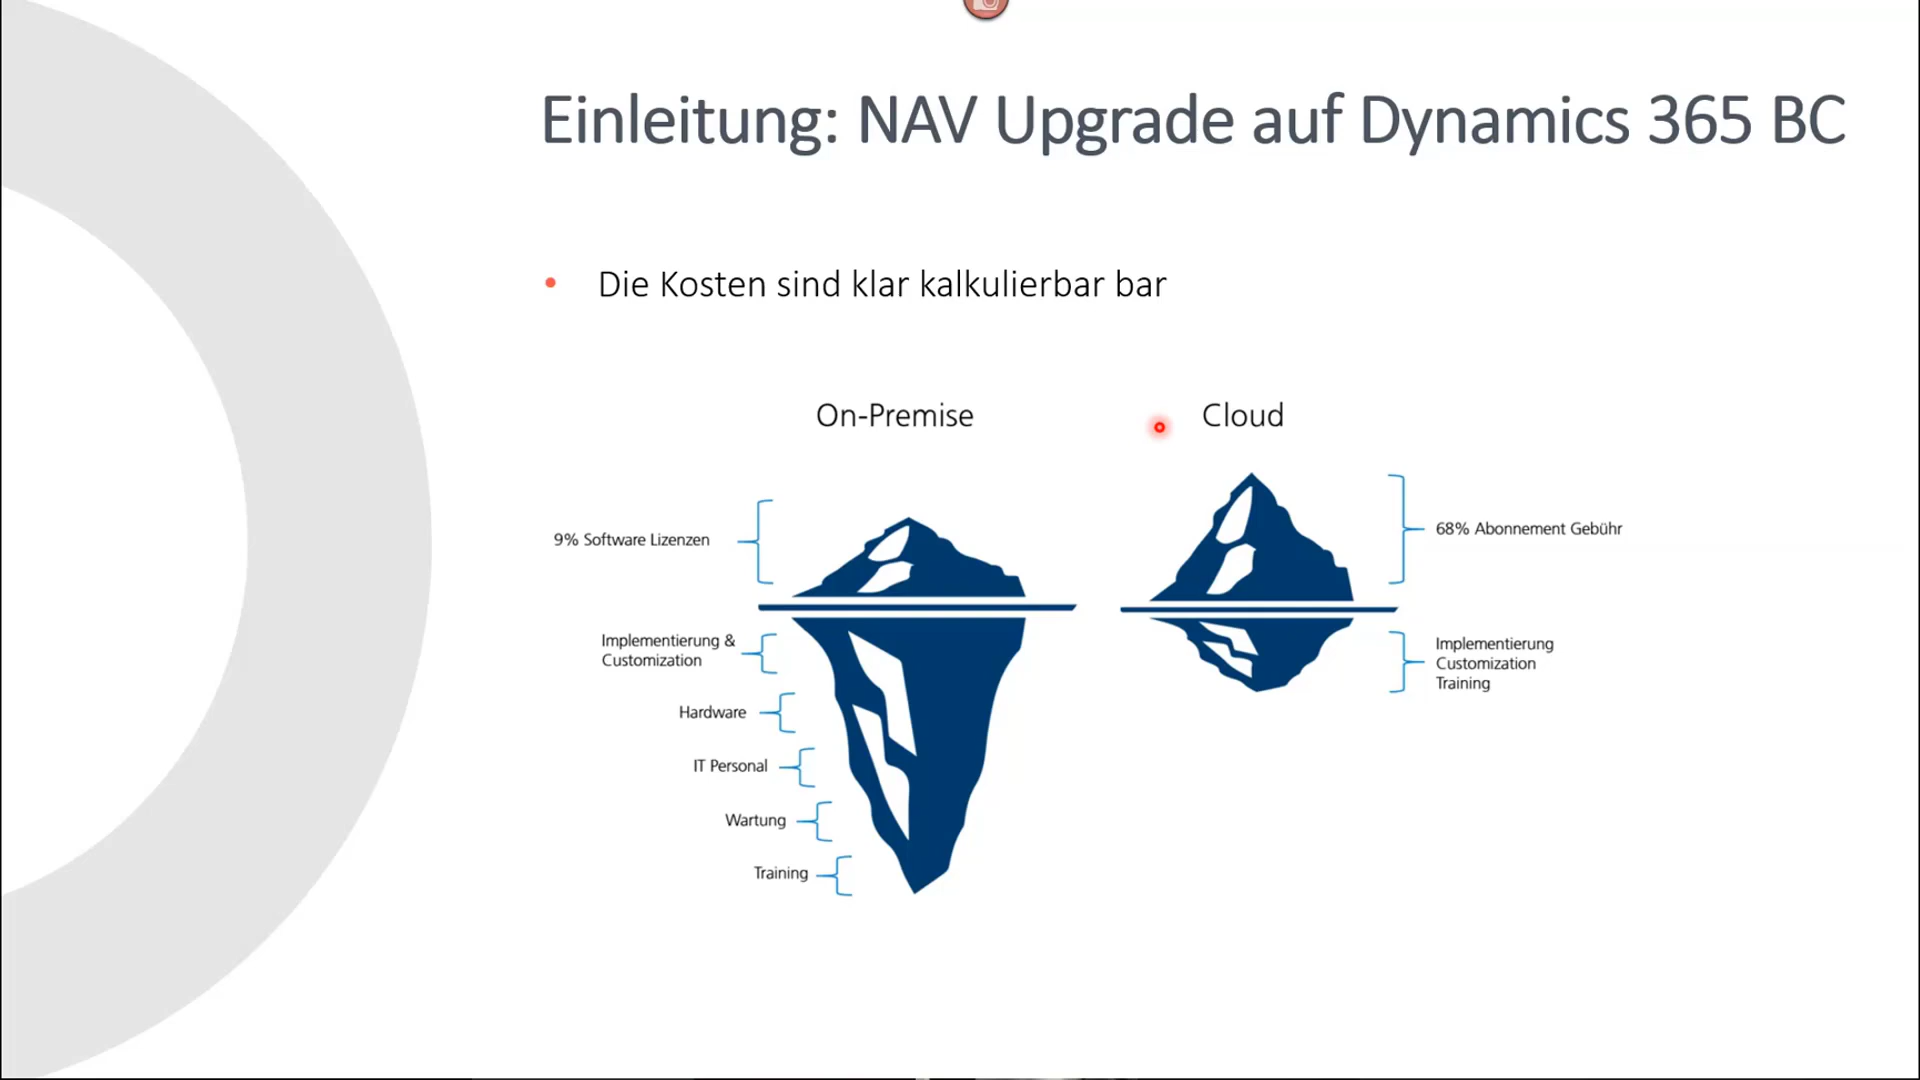 Einleitung: NAV Upgrade auf Dynamics 365 BC
• Die Kosten sind klar kalkulierbar bar
On-Premise
9% Software Lizenzen
Implementierung &
Customization
Hardware
IT Personal
Wartung
Training
Cloud
68% Abonnement Gebühr
Implementierung
Customization
Training